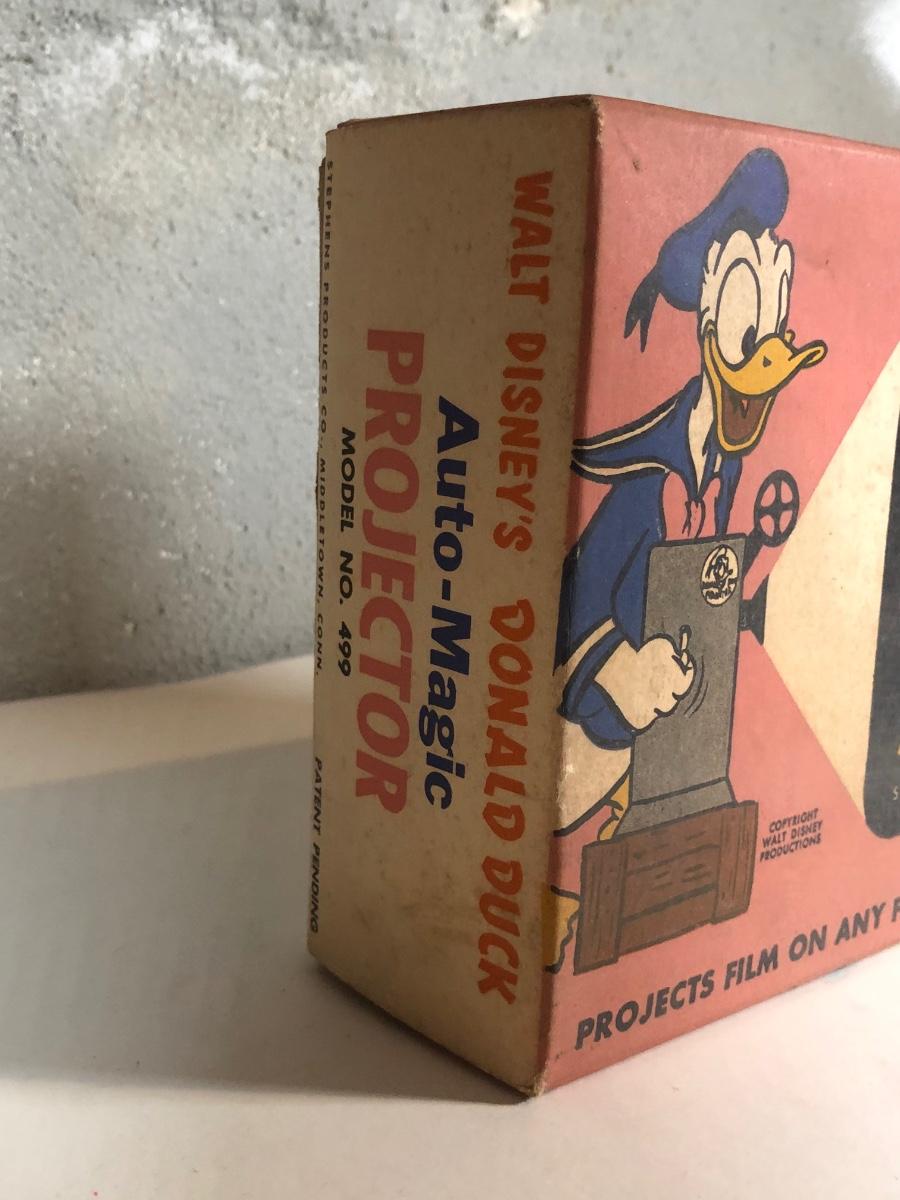 WALT DISNEY'S DONALD DUCK
Auto-Magic
PROJECTOR
MODEL NO. 499
STEPHENS PRODUCTS CO., MIDDLETOWN, CONN. PATENT PENDING
COPYRIGHT
WALT DISNEY
PRODUCTIONS
PROJECTS FILM ON ANY